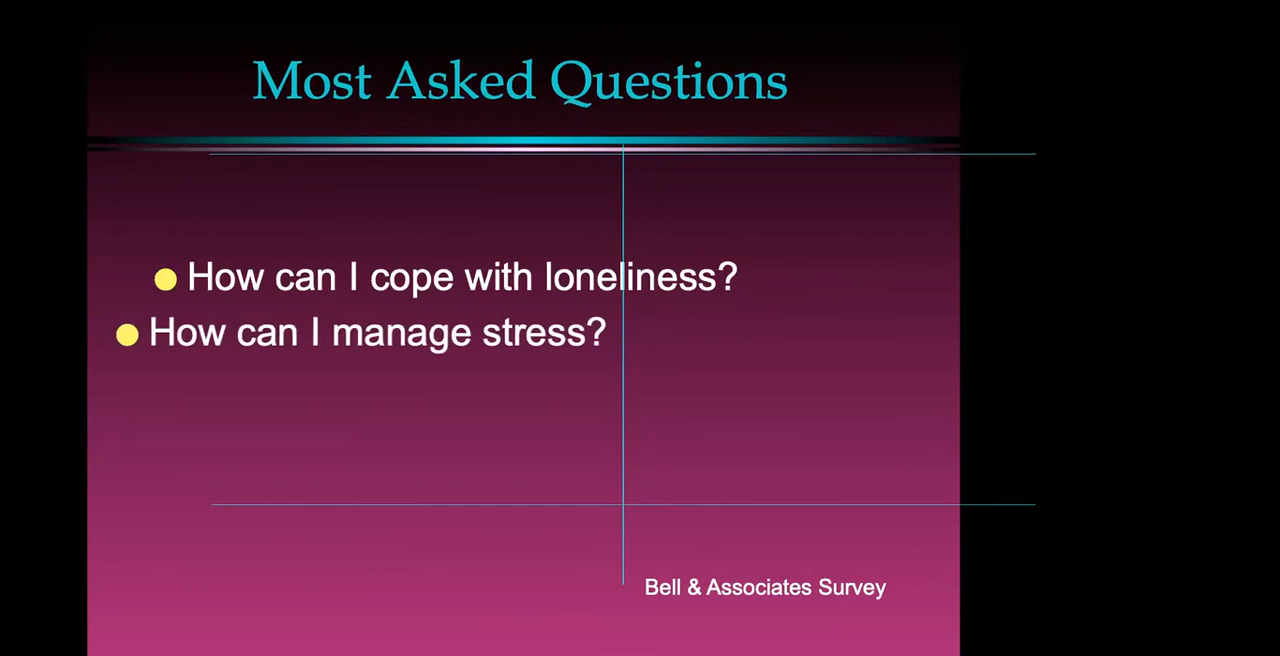 Most Asked Questions
How can I cope with loneliness?
How can I manage stress?
Bell & Associates Survey